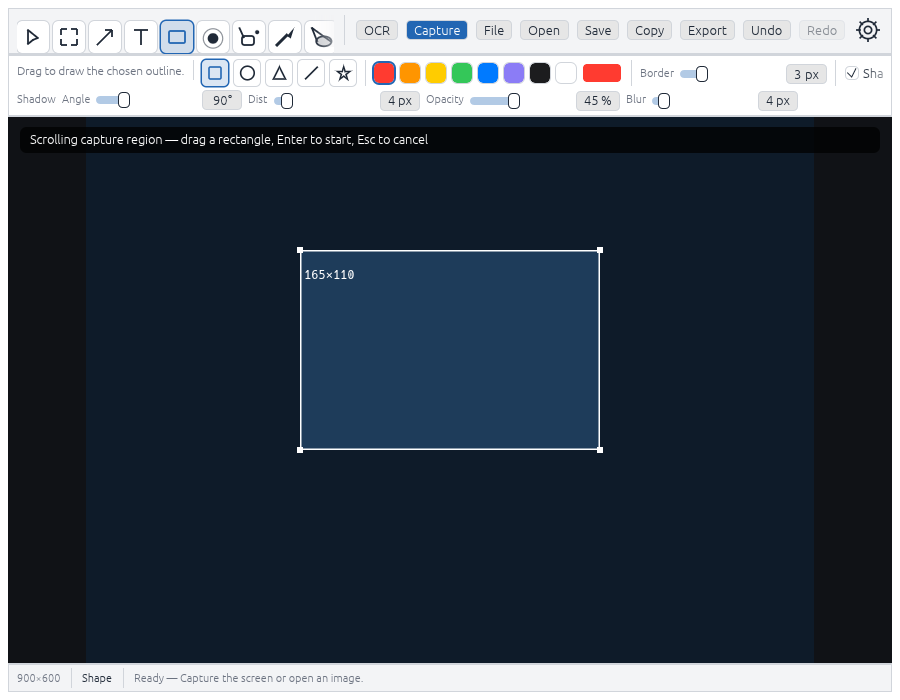 OCR Capture File Open Save Copy Export Undo Redo
Drag to draw the chosen outline. Border 3 px Sha
Shadow Angle 90° Dist 4 px Opacity 45 % Blur 4 px
Scrolling capture region — drag a rectangle, Enter to start, Esc to cancel
165×110
900×600 Shape Ready — Capture the screen or open an image.